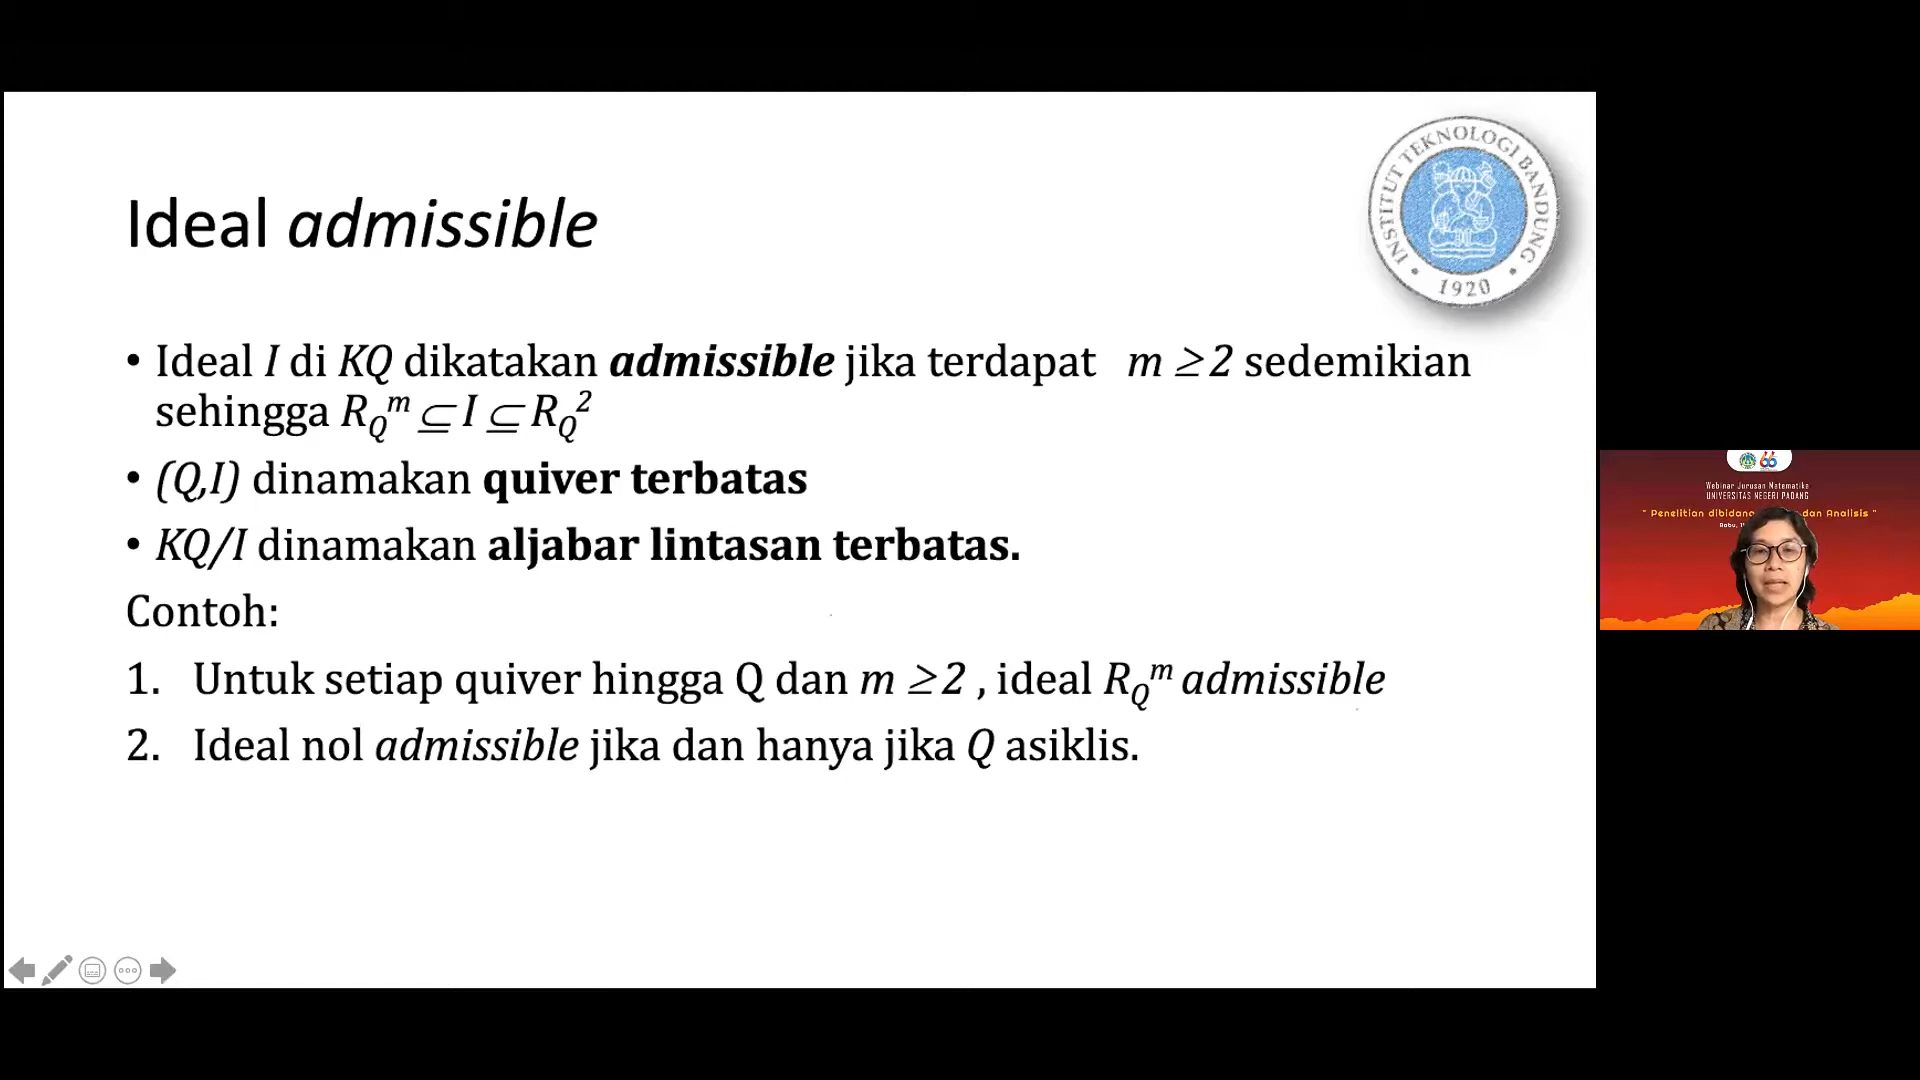 INSTITUT TEKNOLOGI BANDUNG
1920
Ideal admissible
• Ideal I di KQ dikatakan admissible jika terdapat m ≥2 sedemikian
sehingga R_Q^m ⊆ I ⊆ R_Q^2
• (Q,I) dinamakan quiver terbatas
• KQ/I dinamakan aljabar lintasan terbatas.
Contoh:
1. Untuk setiap quiver hingga Q dan m ≥2 , ideal R_Q^m admissible
2. Ideal nol admissible jika dan hanya jika Q asiklis.
66
Webinar Jurusan Matematika
UNIVERSITAS NEGERI PADANG
" Penelitian dibidang dan Analisis "
Rabu,